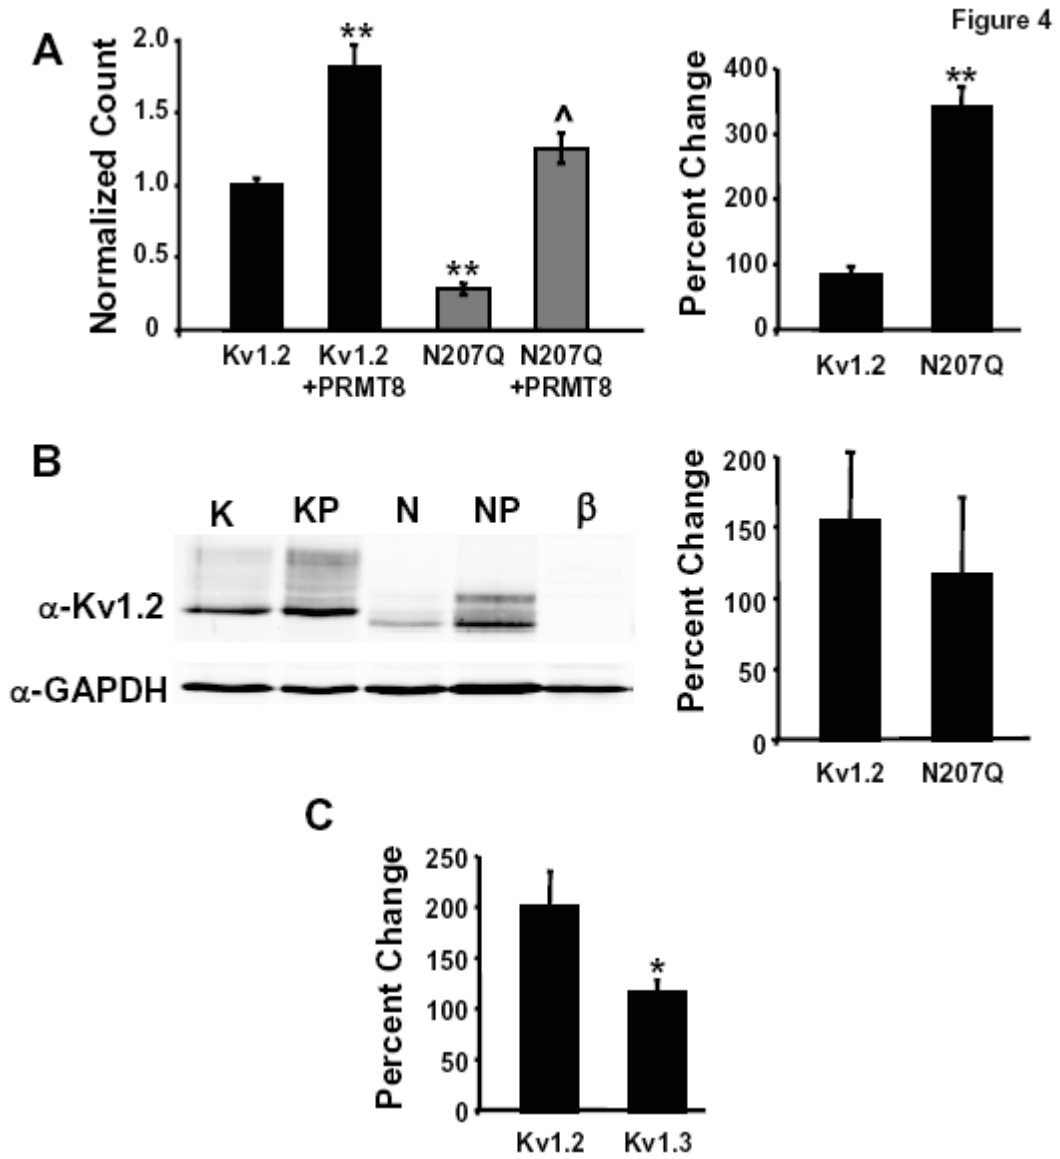 Figure 4
A
Normalized Count
2.0
1.5
1.0
0.5
0
**
**
^
Kv1.2
Kv1.2
+PRMT8
N207Q
N207Q
+PRMT8
Percent Change
400
300
200
100
0
**
Kv1.2
N207Q
B
K KP N NP β
α-Kv1.2
α-GAPDH
Percent Change
200
150
100
50
0
Kv1.2
N207Q
C
Percent Change
250
200
150
100
50
0
*
Kv1.2
Kv1.3